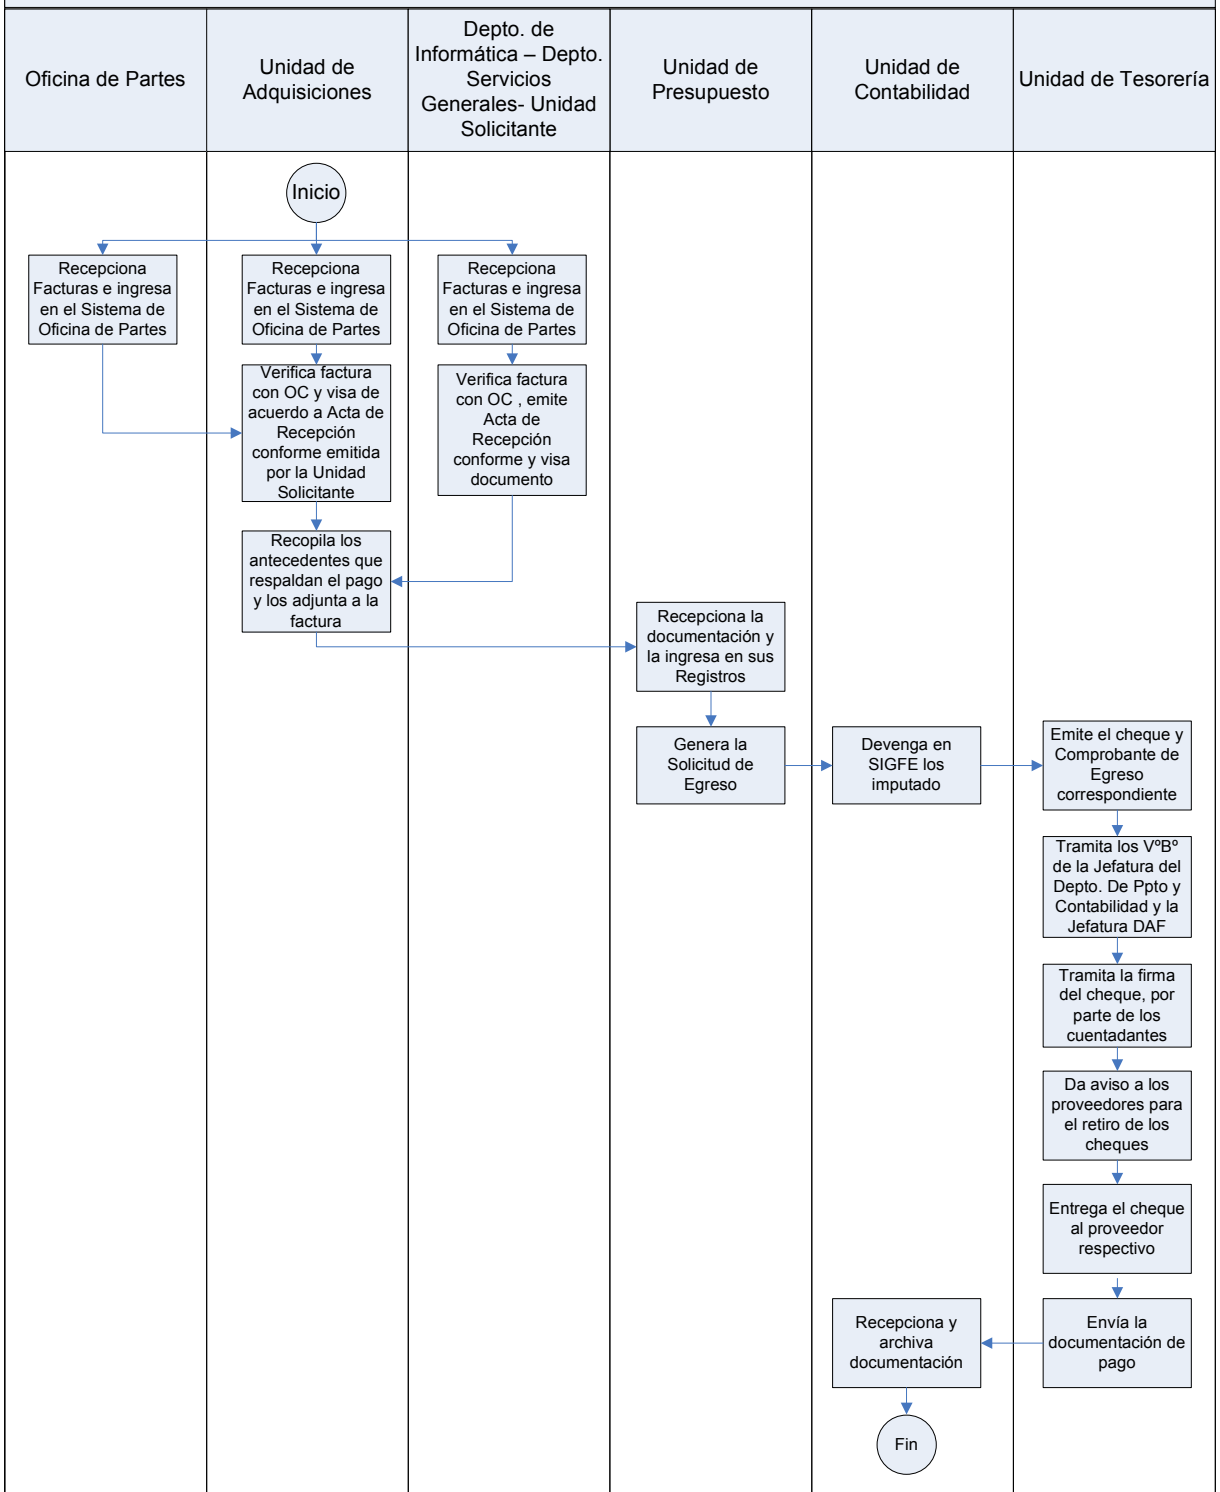 Oficina de Partes
Unidad de
Adquisiciones
Depto. de
Informática – Depto.
Servicios
Generales- Unidad
Solicitante
Unidad de
Presupuesto
Unidad de
Contabilidad
Unidad de Tesorería
Inicio
Recepciona
Facturas e ingresa
en el Sistema de
Oficina de Partes
Recepciona
Facturas e ingresa
en el Sistema de
Oficina de Partes
Recepciona
Facturas e ingresa
en el Sistema de
Oficina de Partes
Verifica factura
con OC y visa de
acuerdo a Acta de
Recepción
conforme emitida
por la Unidad
Solicitante
Verifica factura
con OC , emite
Acta de
Recepción
conforme y visa
documento
Recopila los
antecedentes que
respaldan el pago
y los adjunta a la
factura
Recepciona la
documentación y
la ingresa en sus
Registros
Genera la
Solicitud de
Egreso
Devenga en
SIGFE los
imputado
Emite el cheque y
Comprobante de
Egreso
correspondiente
Tramita los VºBº
de la Jefatura del
Depto. De Ppto y
Contabilidad y la
Jefatura DAF
Tramita la firma
del cheque, por
parte de los
cuentadantes
Da aviso a los
proveedores para
el retiro de los
cheques
Entrega el cheque
al proveedor
respectivo
Envía la
documentación de
pago
Recepciona y
archiva
documentación
Fin